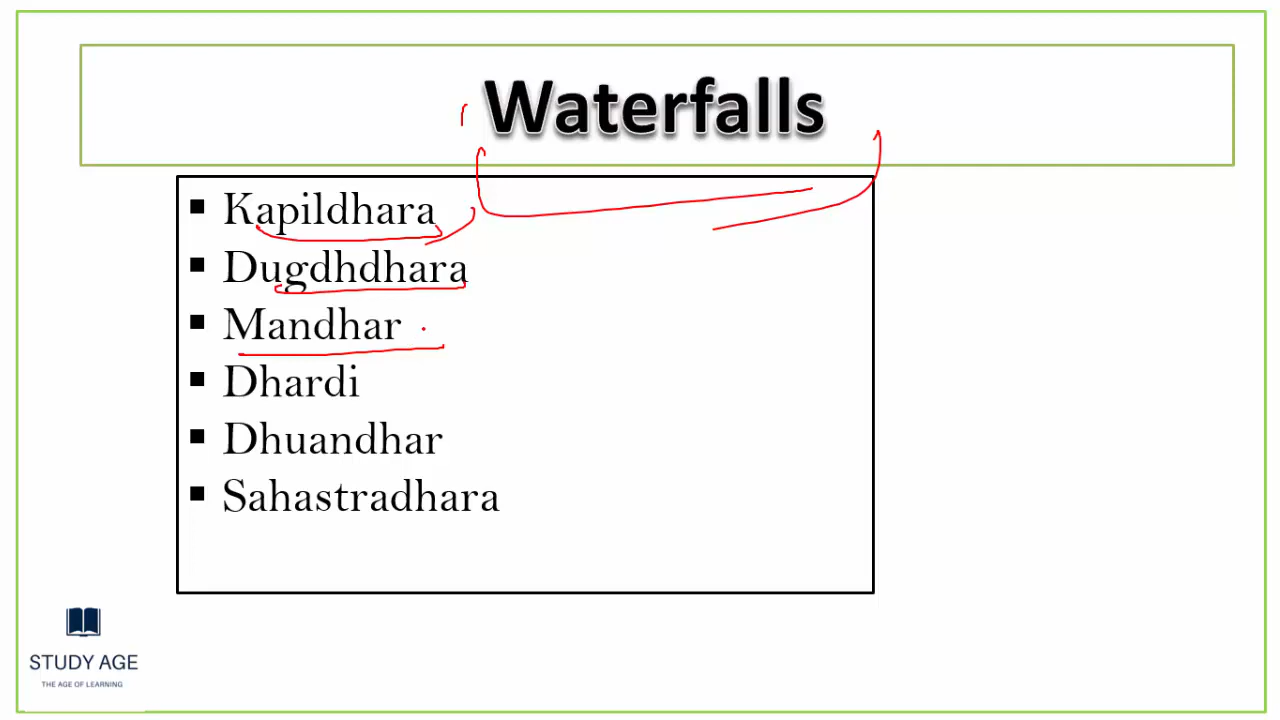 Waterfalls
▪ Kapildhara
▪ Dugdhdhara
▪ Mandhar
▪ Dhardi
▪ Dhuandhar
▪ Sahastradhara
STUDY AGE
THE AGE OF LEARNING